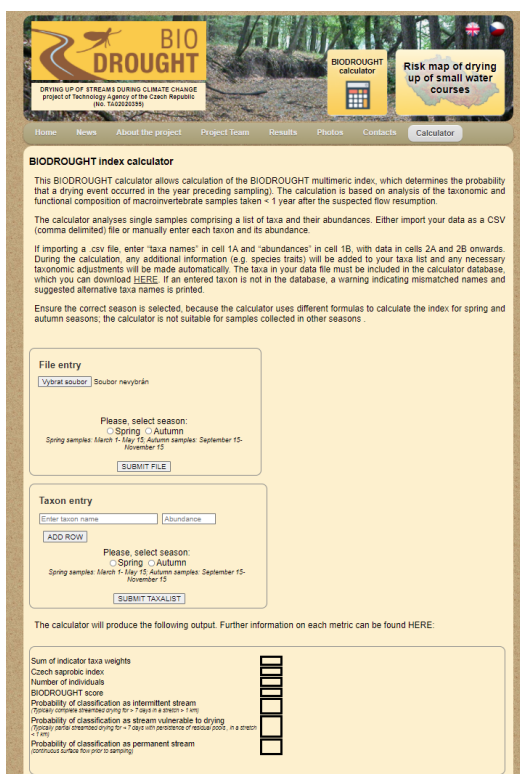 BIO
DROUGHT
DRYING UP OF STREAMS DURING CLIMATE CHANGE
project of Technology Agency of the Czech Republic
(No. TA02020395)
BIODROUGHT
calculator
Risk map of drying
up of small water
courses
Home News About the project Project Team Results Photos Contacts Calculator
BIODROUGHT index calculator
This BIODROUGHT calculator allows calculation of the BIODROUGHT multimeric index, which determines the probability
that a drying event occurred in the year preceding sampling). The calculation is based on analysis of the taxonomic and
functional composition of macroinvertebrate samples taken < 1 year after the suspected flow resumption.
The calculator analyses single samples comprising a list of taxa and their abundances. Either import your data as a CSV
(comma delimited) file or manually enter each taxon and its abundance.
If importing a .csv file, enter "taxa names" in cell 1A and "abundances" in cell 1B, with data in cells 2A and 2B onwards.
During the calculation, any additional information (e.g. species traits) will be added to your taxa list and any necessary
taxonomic adjustments will be made automatically. The taxa in your data file must be included in the calculator database,
which you can download HERE. If an entered taxon is not in the database, a warning indicating mismatched names and
suggested alternative taxa names is printed.
Ensure the correct season is selected, because the calculator uses different formulas to calculate the index for spring and
autumn seasons; the calculator is not suitable for samples collected in other seasons .
File entry
Vybrat soubor Soubor nevybrán
Please, select season:
Spring Autumn
Spring samples: March 1- May 15; Autumn samples: September 15-
November 15
SUBMIT FILE
Taxon entry
Enter taxon name Abundance
ADD ROW
Please, select season:
Spring Autumn
Spring samples: March 1- May 15; Autumn samples: September 15-
November 15
SUBMIT TAXALIST
The calculator will produce the following output. Further information on each metric can be found HERE:
Sum of indicator taxa weights
Czech saprobic index
Number of individuals
BIODROUGHT score
Probability of classification as intermittent stream
(Typically complete streambed drying for > 7 days in a stretch > 1 km)
Probability of classification as stream vulnerable to drying
(Typically partial streambed drying for < 7 days with persistence of residual pools , in a stretch
< 1 km)
Probability of classification as permanent stream
(continuous surface flow prior to sampling)